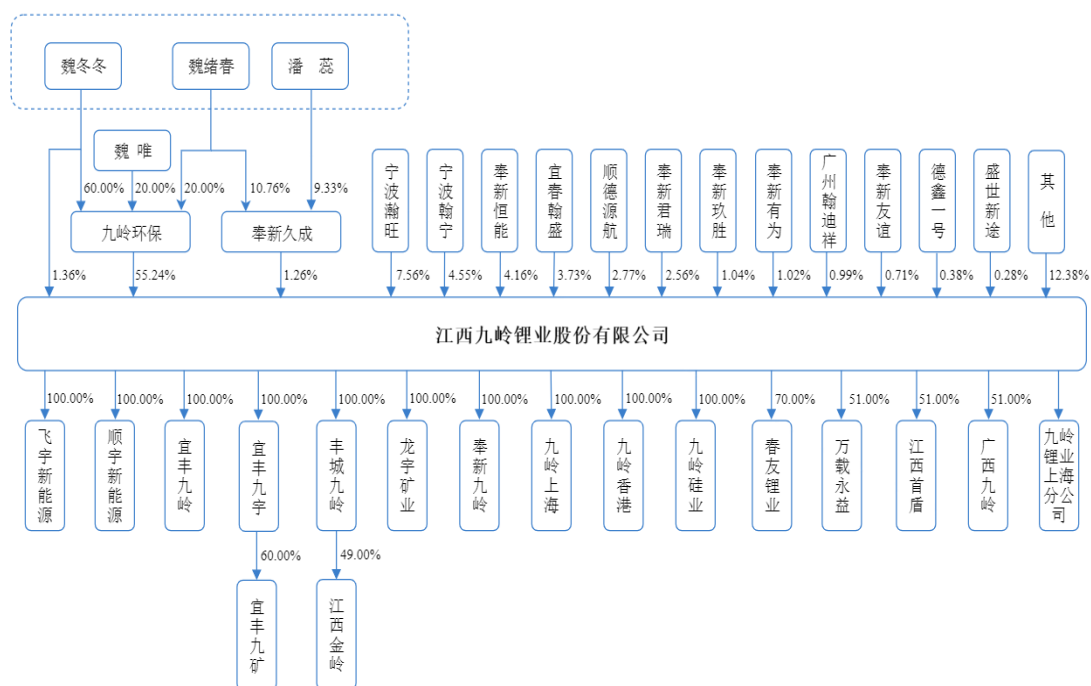 魏冬冬
魏绪春
潘 蕊
魏 唯
60.00%
20.00%
20.00%
10.76%
9.33%
九岭环保
奉新久成
宁波瀚旺
宁波翰宁
奉新恒能
宜春翰盛
顺德源航
奉新君瑞
奉新玖胜
奉新有为
广州翰迪祥
奉新友谊
德鑫一号
盛世新途
其他
1.36%
55.24%
1.26%
7.56%
4.55%
4.16%
3.73%
2.77%
2.56%
1.04%
1.02%
0.99%
0.71%
0.38%
0.28%
12.38%
江西九岭锂业股份有限公司
100.00%
100.00%
100.00%
100.00%
100.00%
100.00%
100.00%
100.00%
100.00%
100.00%
70.00%
51.00%
51.00%
51.00%
飞宇新能源
顺宇新能源
宜丰九岭
宜丰九宇
丰城九岭
龙宇矿业
奉新九岭
九岭上海
九岭香港
九岭硅业
春友锂业
万载永益
江西首盾
广西九岭
九岭锂业上海分公司
60.00%
49.00%
宜丰九矿
江西金岭